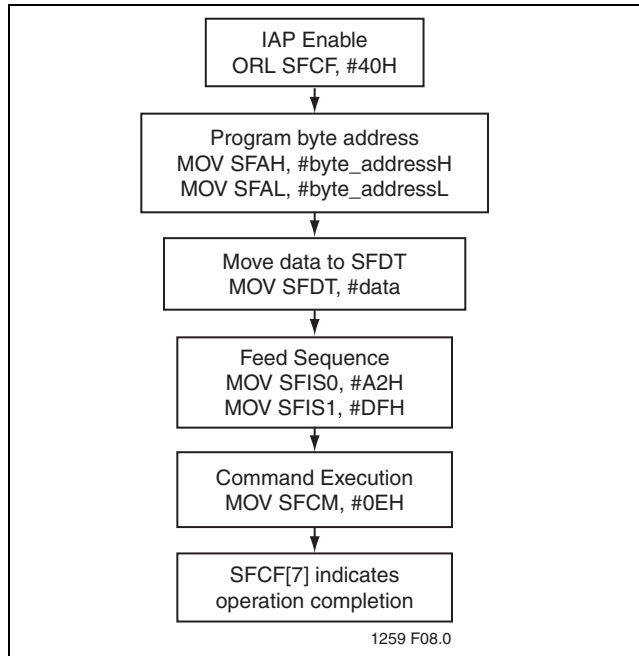 IAP Enable
ORL SFCF, #40H
Program byte address
MOV SFAH, #byte_addressH
MOV SFAL, #byte_addressL
Move data to SFDT
MOV SFDT, #data
Feed Sequence
MOV SFIS0, #A2H
MOV SFIS1, #DFH
Command Execution
MOV SFCM, #0EH
SFCF[7] indicates
operation completion
1259 F08.0